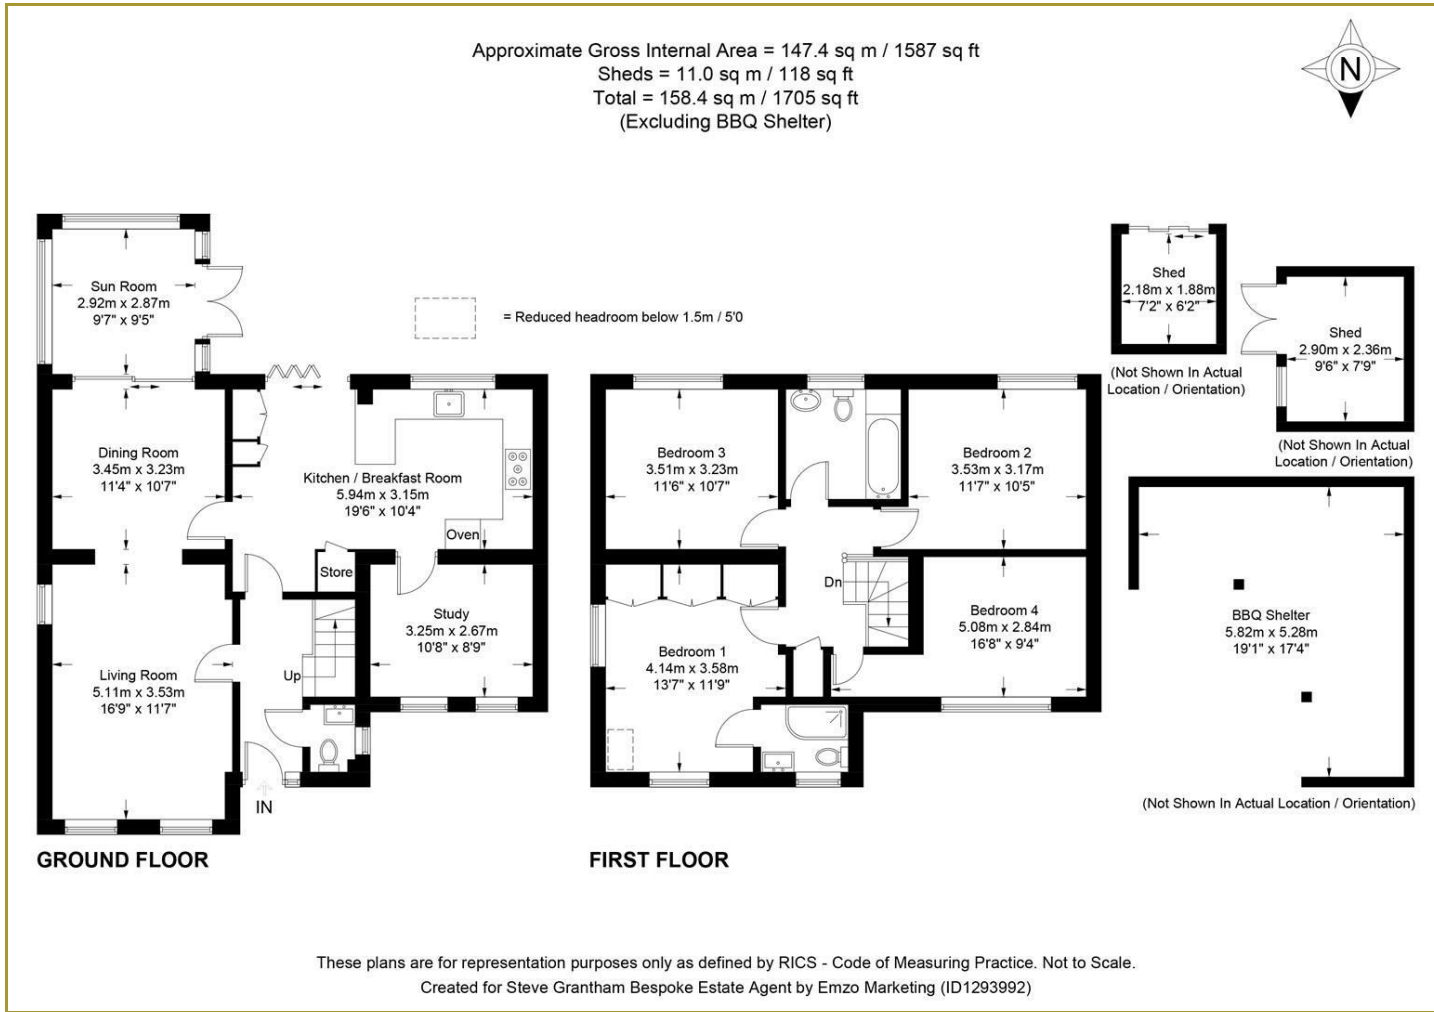 Approximate Gross Internal Area = 147.4 sq m / 1587 sq ft
Sheds = 11.0 sq m / 118 sq ft
Total = 158.4 sq m / 1705 sq ft
(Excluding BBQ Shelter)
N
Sun Room
2.92m x 2.87m
9'7" x 9'5"
= Reduced headroom below 1.5m / 5'0
Dining Room
3.45m x 3.23m
11'4" x 10'7"
Kitchen / Breakfast Room
5.94m x 3.15m
19'6" x 10'4"
Oven
Store
Study
3.25m x 2.67m
10'8" x 8'9"
Living Room
5.11m x 3.53m
16'9" x 11'7"
Up
IN
GROUND FLOOR
Bedroom 3
3.51m x 3.23m
11'6" x 10'7"
Bedroom 2
3.53m x 3.17m
11'7" x 10'5"
Dn
Bedroom 4
5.08m x 2.84m
16'8" x 9'4"
Bedroom 1
4.14m x 3.58m
13'7" x 11'9"
FIRST FLOOR
Shed
2.18m x 1.88m
7'2" x 6'2"
(Not Shown In Actual
Location / Orientation)
Shed
2.90m x 2.36m
9'6" x 7'9"
(Not Shown In Actual
Location / Orientation)
BBQ Shelter
5.82m x 5.28m
19'1" x 17'4"
(Not Shown In Actual Location / Orientation)
These plans are for representation purposes only as defined by RICS - Code of Measuring Practice. Not to Scale.
Created for Steve Grantham Bespoke Estate Agent by Emzo Marketing (ID1293992)